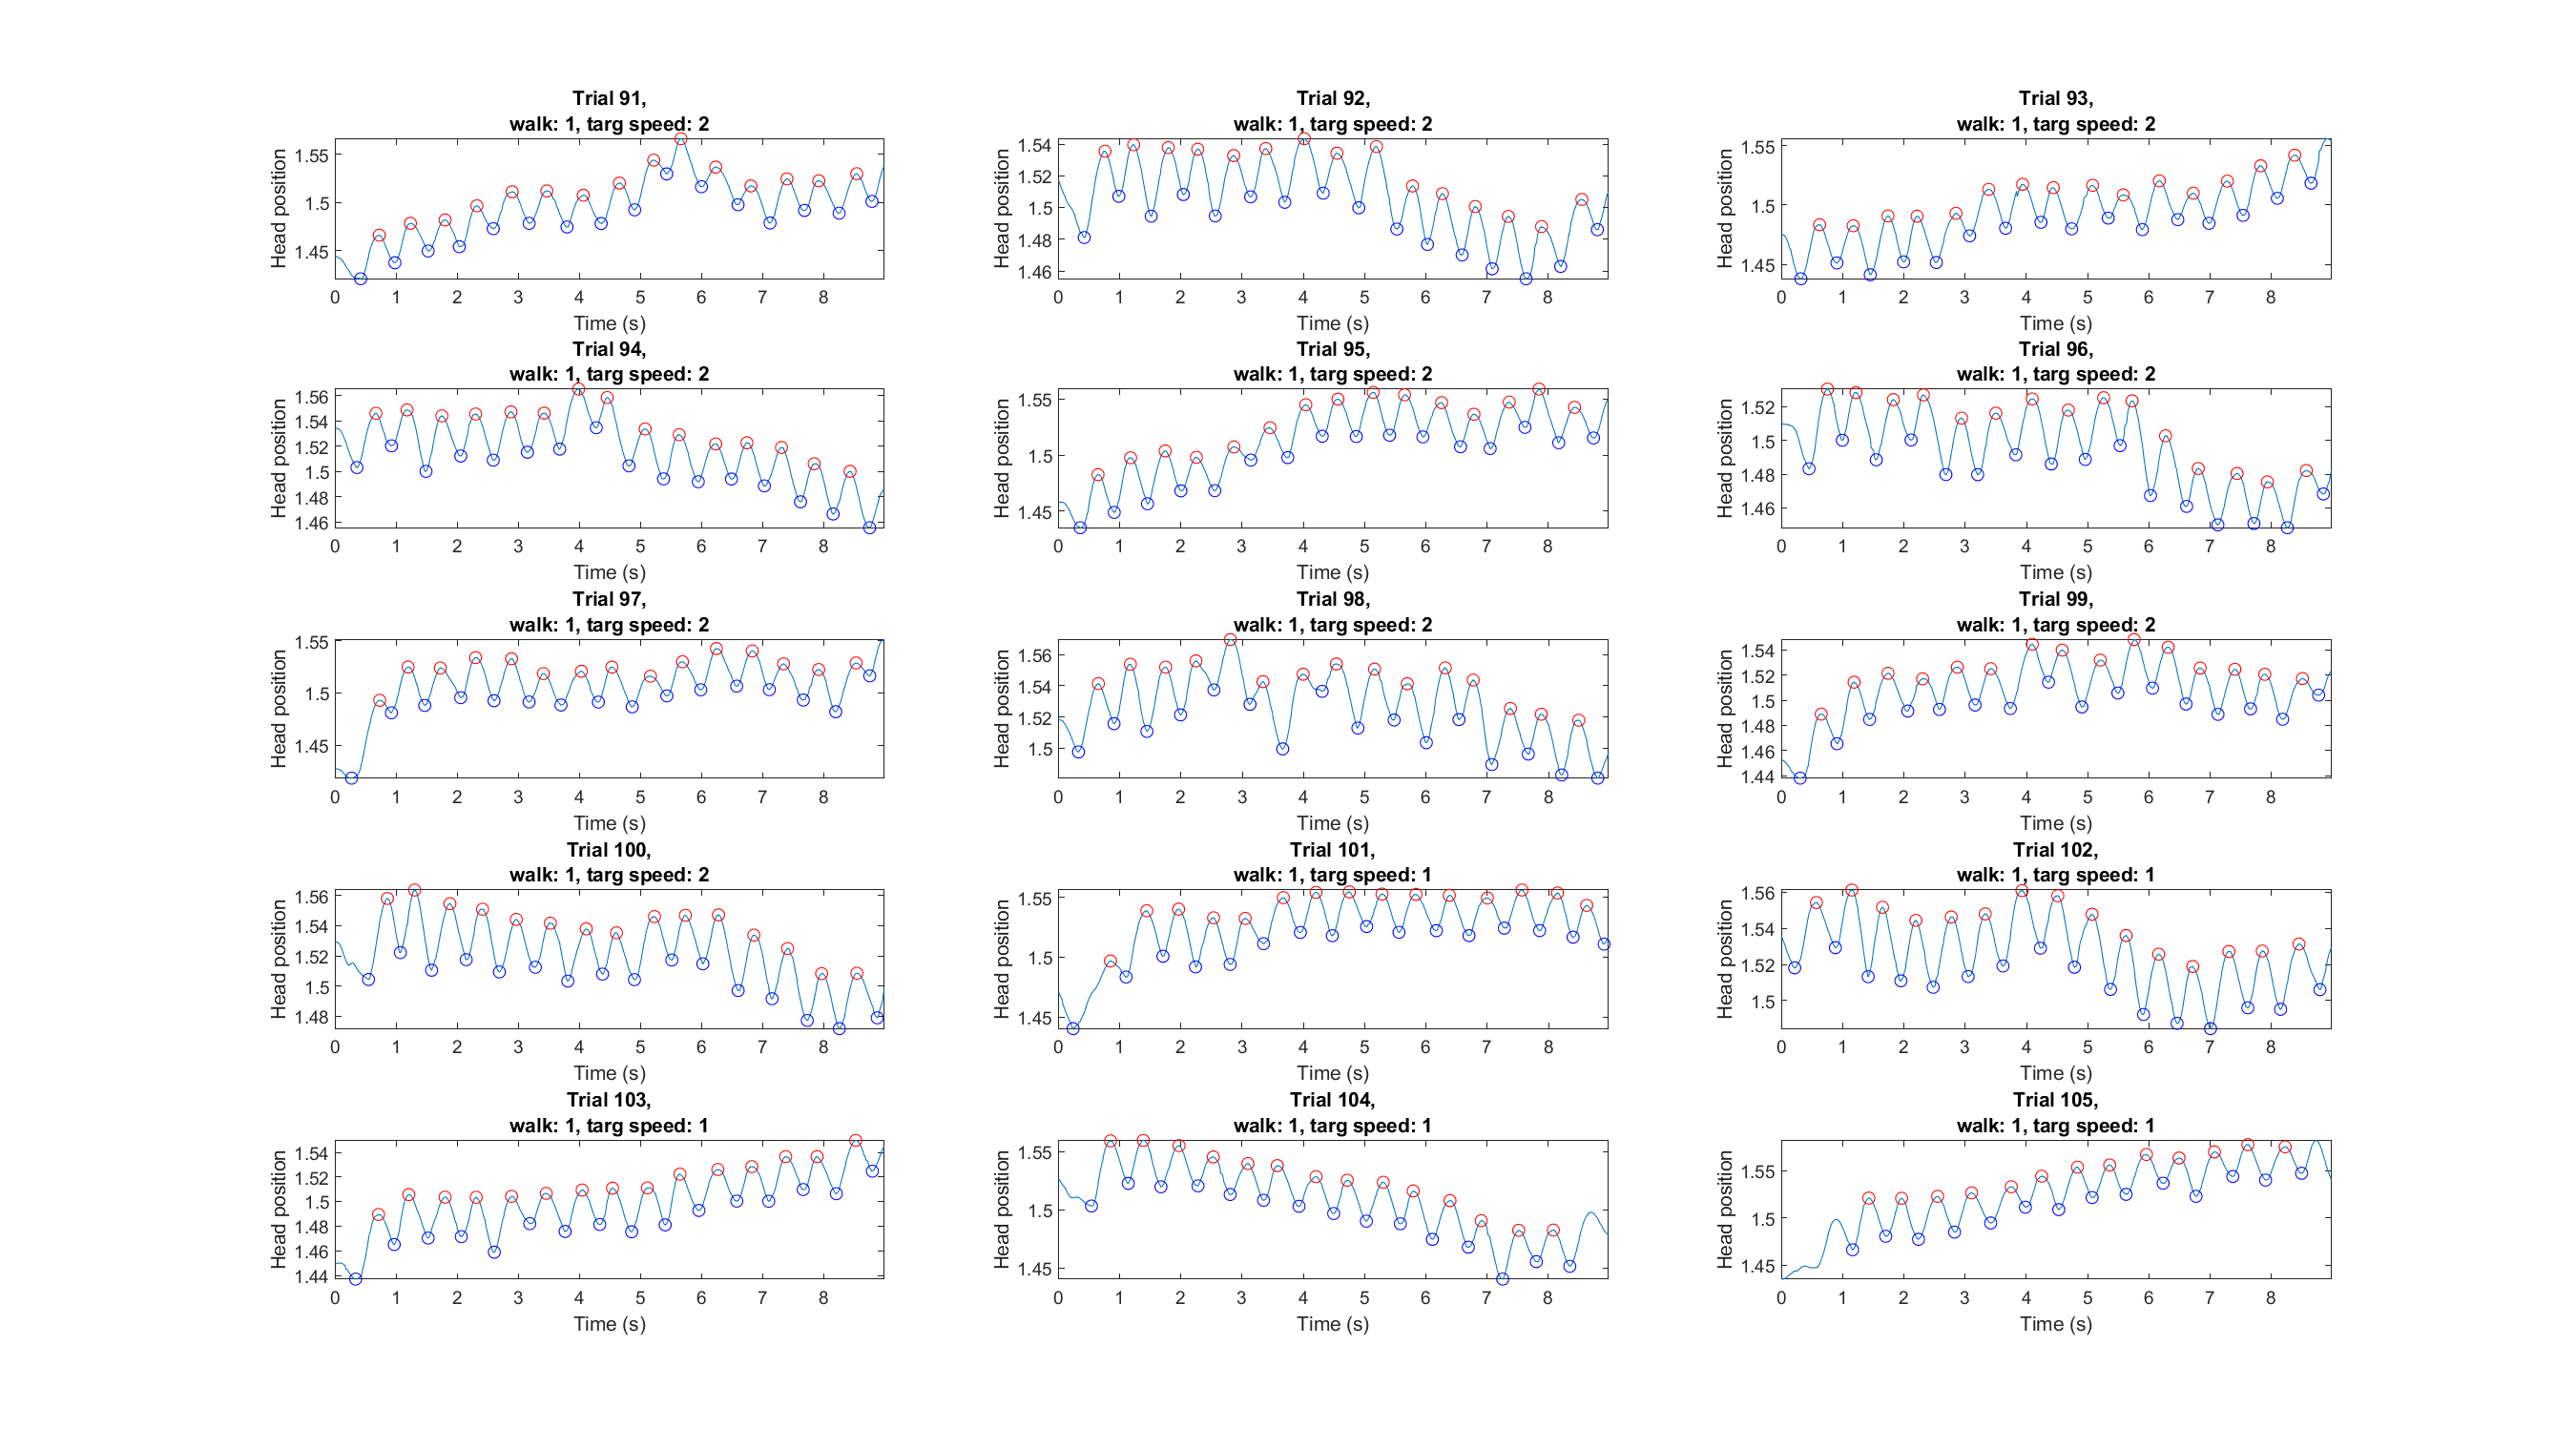 Trial 91,
walk: 1, targ speed: 2
Head position
1.55
1.5
1.45
0 1 2 3 4 5 6 7 8
Time (s)
Trial 92,
walk: 1, targ speed: 2
Head position
1.54
1.52
1.5
1.48
1.46
0 1 2 3 4 5 6 7 8
Time (s)
Trial 93,
walk: 1, targ speed: 2
Head position
1.55
1.5
1.45
0 1 2 3 4 5 6 7 8
Time (s)
Trial 94,
walk: 1, targ speed: 2
Head position
1.56
1.54
1.52
1.5
1.48
1.46
0 1 2 3 4 5 6 7 8
Time (s)
Trial 95,
walk: 1, targ speed: 2
Head position
1.55
1.5
1.45
0 1 2 3 4 5 6 7 8
Time (s)
Trial 96,
walk: 1, targ speed: 2
Head position
1.52
1.5
1.48
1.46
0 1 2 3 4 5 6 7 8
Time (s)
Trial 97,
walk: 1, targ speed: 2
Head position
1.55
1.5
1.45
0 1 2 3 4 5 6 7 8
Time (s)
Trial 98,
walk: 1, targ speed: 2
Head position
1.56
1.54
1.52
1.5
0 1 2 3 4 5 6 7 8
Time (s)
Trial 99,
walk: 1, targ speed: 2
Head position
1.54
1.52
1.5
1.48
1.46
1.44
0 1 2 3 4 5 6 7 8
Time (s)
Trial 100,
walk: 1, targ speed: 2
Head position
1.56
1.54
1.52
1.5
1.48
0 1 2 3 4 5 6 7 8
Time (s)
Trial 101,
walk: 1, targ speed: 1
Head position
1.55
1.5
1.45
0 1 2 3 4 5 6 7 8
Time (s)
Trial 102,
walk: 1, targ speed: 1
Head position
1.56
1.54
1.52
1.5
0 1 2 3 4 5 6 7 8
Time (s)
Trial 103,
walk: 1, targ speed: 1
Head position
1.54
1.52
1.5
1.48
1.46
1.44
0 1 2 3 4 5 6 7 8
Time (s)
Trial 104,
walk: 1, targ speed: 1
Head position
1.55
1.5
1.45
0 1 2 3 4 5 6 7 8
Time (s)
Trial 105,
walk: 1, targ speed: 1
Head position
1.55
1.5
1.45
0 1 2 3 4 5 6 7 8
Time (s)